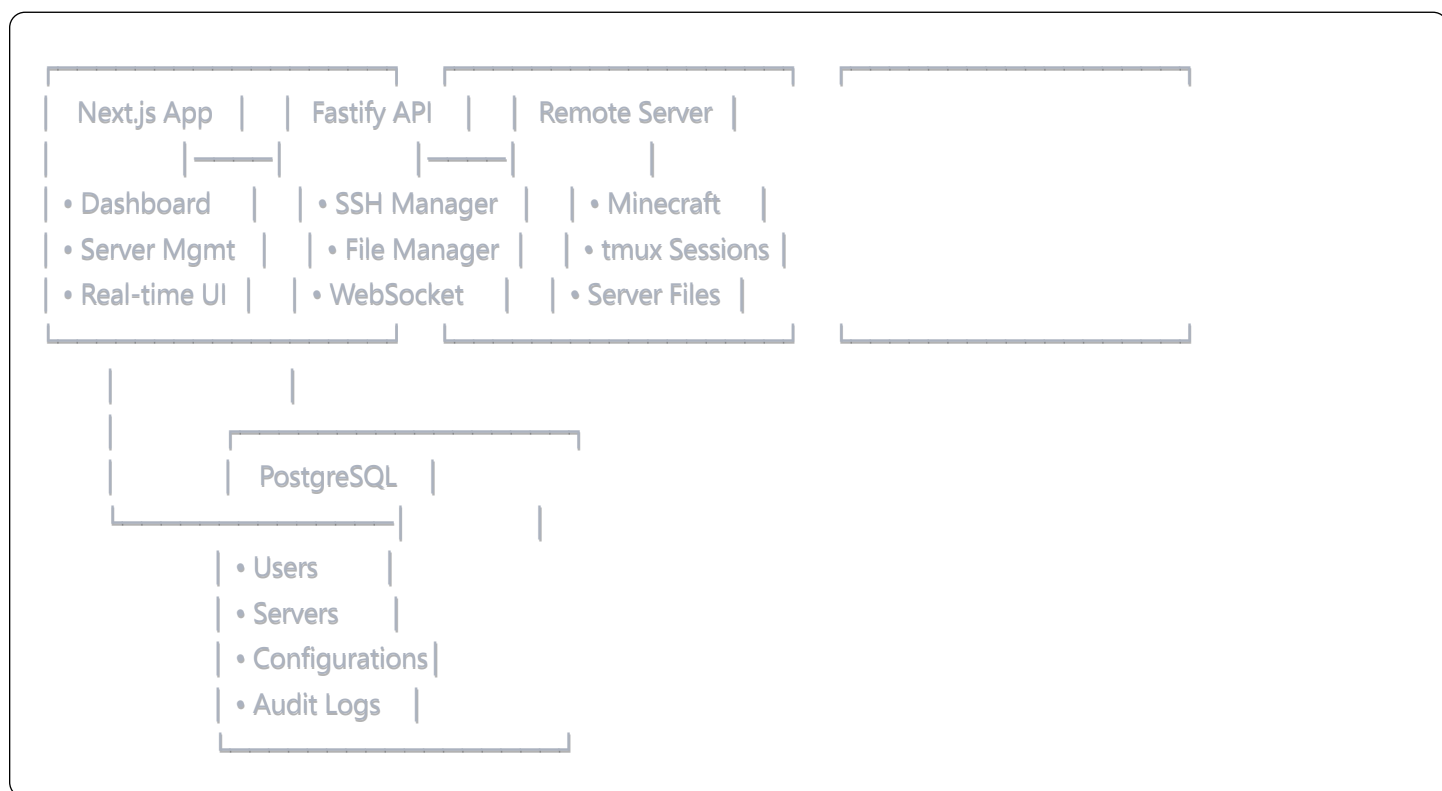 Next.js App Fastify API Remote Server
• Dashboard • SSH Manager • Minecraft
• Server Mgmt • File Manager • tmux Sessions
• Real-time UI • WebSocket • Server Files
PostgreSQL
• Users
• Servers
• Configurations
• Audit Logs